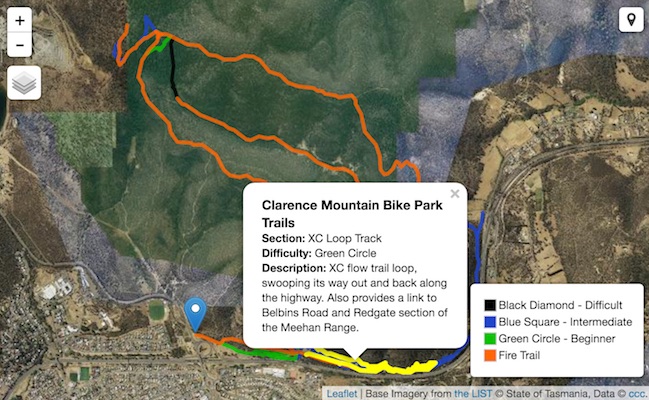 +
−
×
Clarence Mountain Bike Park
Trails
Section: XC Loop Track
Difficulty: Green Circle
Description: XC flow trail loop,
swooping its way out and back along
the highway. Also provides a link to
Belbins Road and Redgate section of
the Meehan Range.
Black Diamond - Difficult
Blue Square - Intermediate
Green Circle - Beginner
Fire Trail
Leaflet | Base Imagery from the LIST © State of Tasmania, Data © ccc.